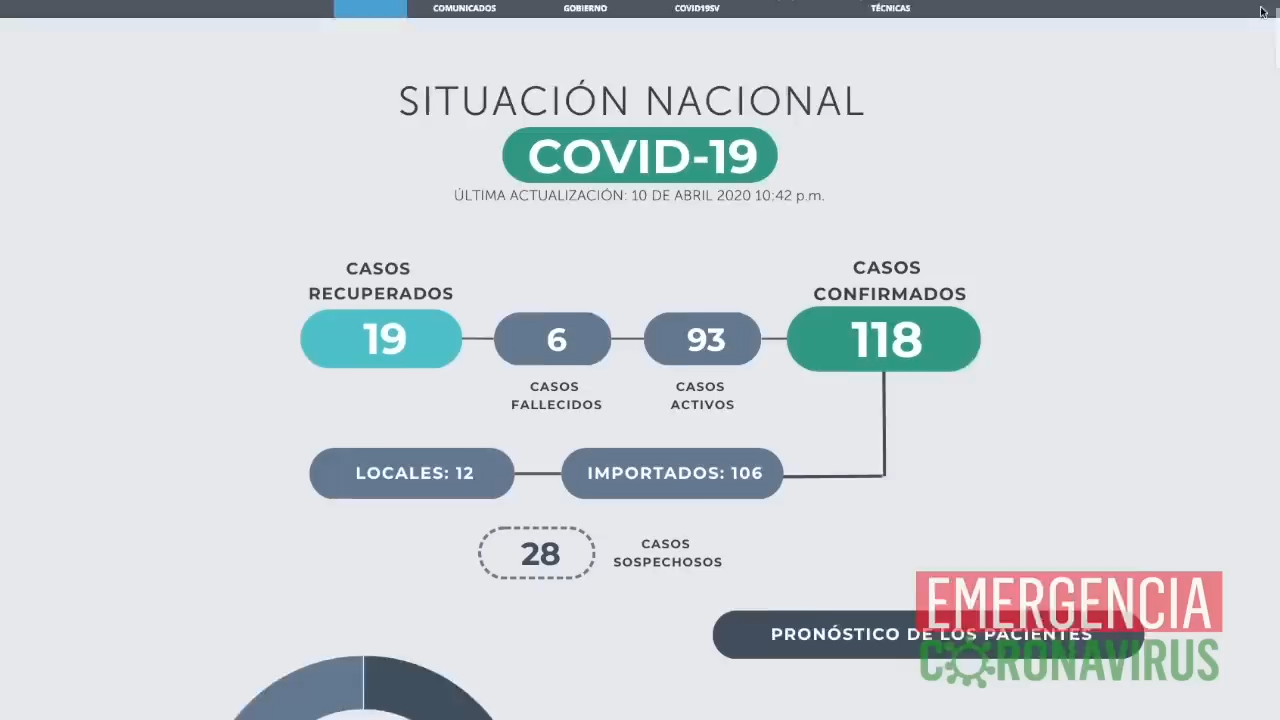 COMUNICADOS
GOBIERNO
COVID19SV
TÉCNICAS
SITUACIÓN NACIONAL
COVID-19
ÚLTIMA ACTUALIZACIÓN: 10 DE ABRIL 2020 10:42 p.m.
CASOS
RECUPERADOS
19
6
CASOS
FALLECIDOS
93
CASOS
ACTIVOS
CASOS
CONFIRMADOS
118
LOCALES: 12
IMPORTADOS: 106
28
CASOS
SOSPECHOSOS
PRONÓSTICO DE LOS PACIENTES
EMERGENCIA
CORONAVIRUS